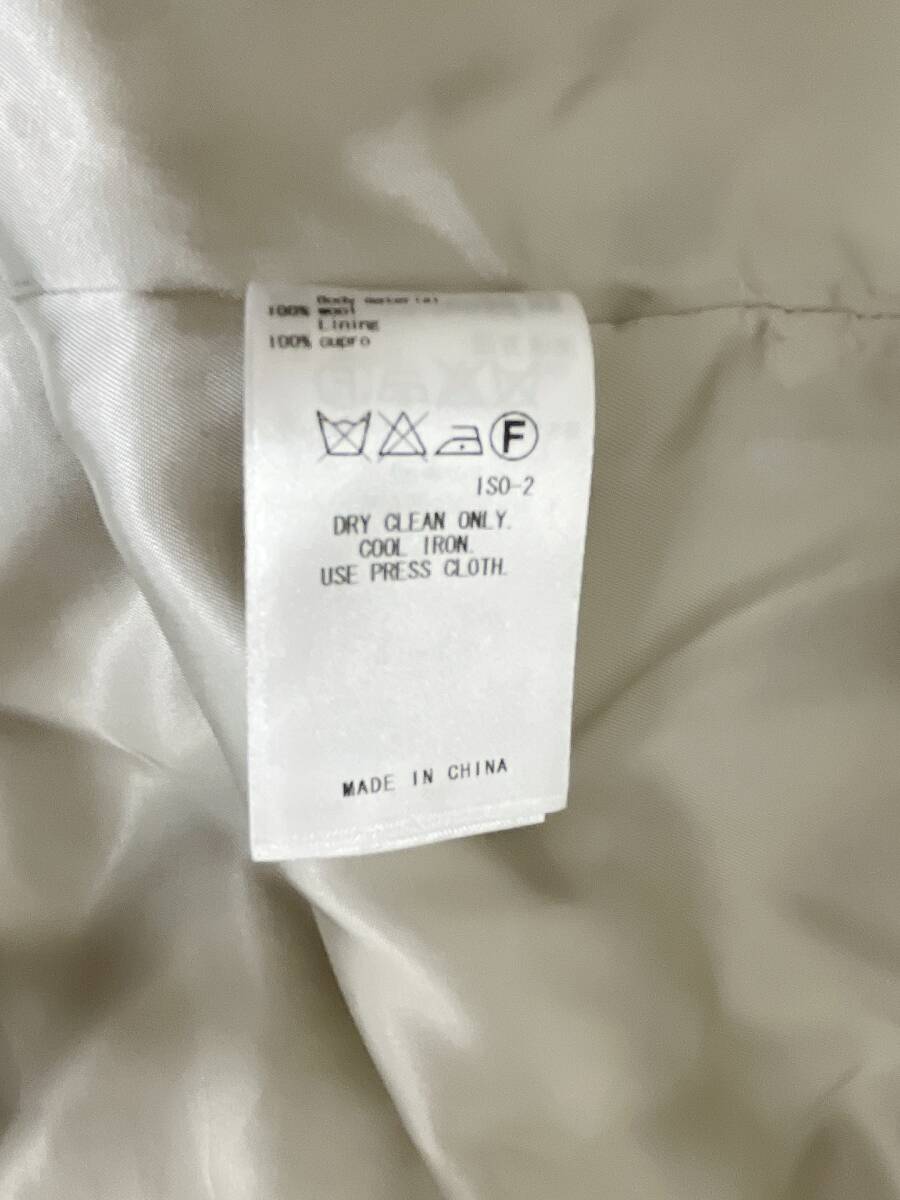 Body material
100% wool
Lining
100% cupro
F
ISO-2
DRY CLEAN ONLY.
COOL IRON.
USE PRESS CLOTH.
MADE IN CHINA